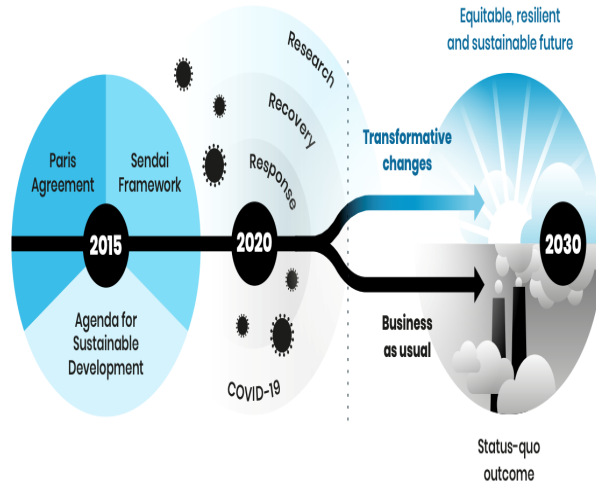 Paris
Agreement
Sendai
Framework
2015
Agenda for
Sustainable
Development
Research
Recovery
Response
2020
COVID-19
Transformative
changes
Business
as usual
Equitable, resilient
and sustainable future
2030
Status-quo
outcome